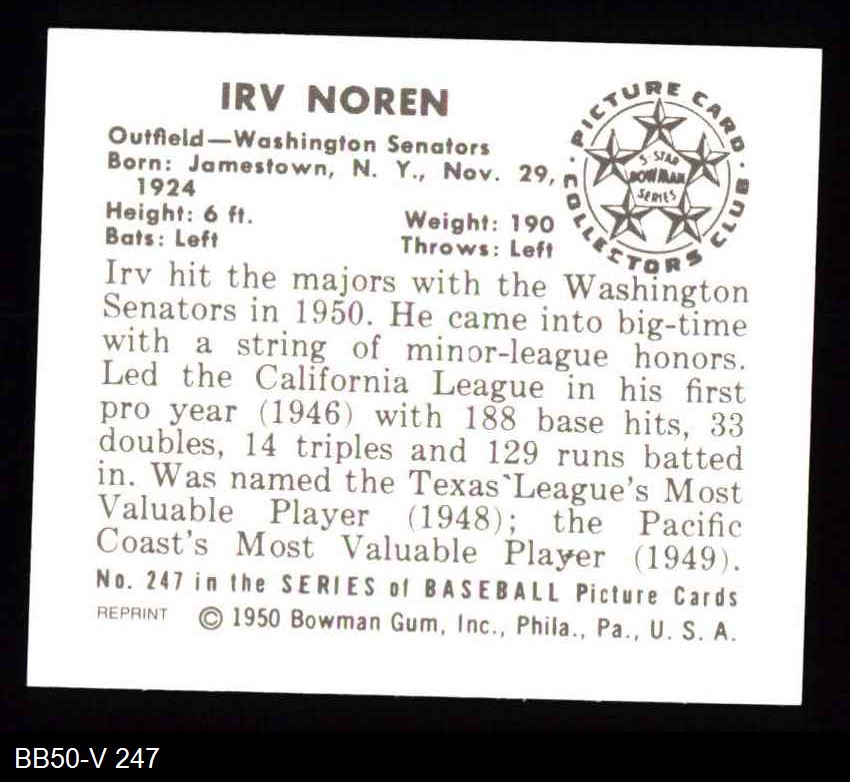 IRV NOREN
Outfield—Washington Senators
Born: Jamestown, N. Y., Nov. 29,
1924
Height: 6 ft. Weight: 190
Bats: Left Throws: Left
PICTURE CARD COLLECTORS CLUB
5-STAR
BOWMAN
SERIES
Irv hit the majors with the Washington
Senators in 1950. He came into big-time
with a string of minor-league honors.
Led the California League in his first
pro year (1946) with 188 base hits, 33
doubles, 14 triples and 129 runs batted
in. Was named the Texas League's Most
Valuable Player (1948); the Pacific
Coast's Most Valuable Player (1949).
No. 247 in the SERIES of BASEBALL Picture Cards
REPRINT © 1950 Bowman Gum, Inc., Phila., Pa., U. S. A.
BB50-V 247